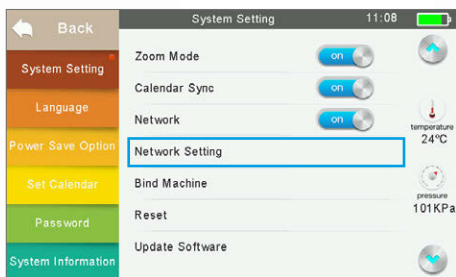 Back
System Setting
11:08
System Setting
Language
Power Save Option
Set Calendar
Password
System Information
Zoom Mode
on
Calendar Sync
on
Network
on
Network Setting
Bind Machine
Reset
Update Software
temperature
24°C
pressure
101KPa